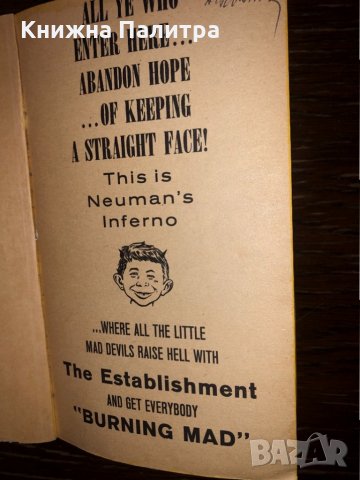 Книжна Палитра
ALL YE WHO
ENTER HERE...
ABANDON HOPE
...OF KEEPING
A STRAIGHT FACE!
This is
Neuman's
Inferno
...WHERE ALL THE LITTLE
MAD DEVILS RAISE HELL WITH
The Establishment
AND GET EVERYBODY
"BURNING MAD"
BAZAR